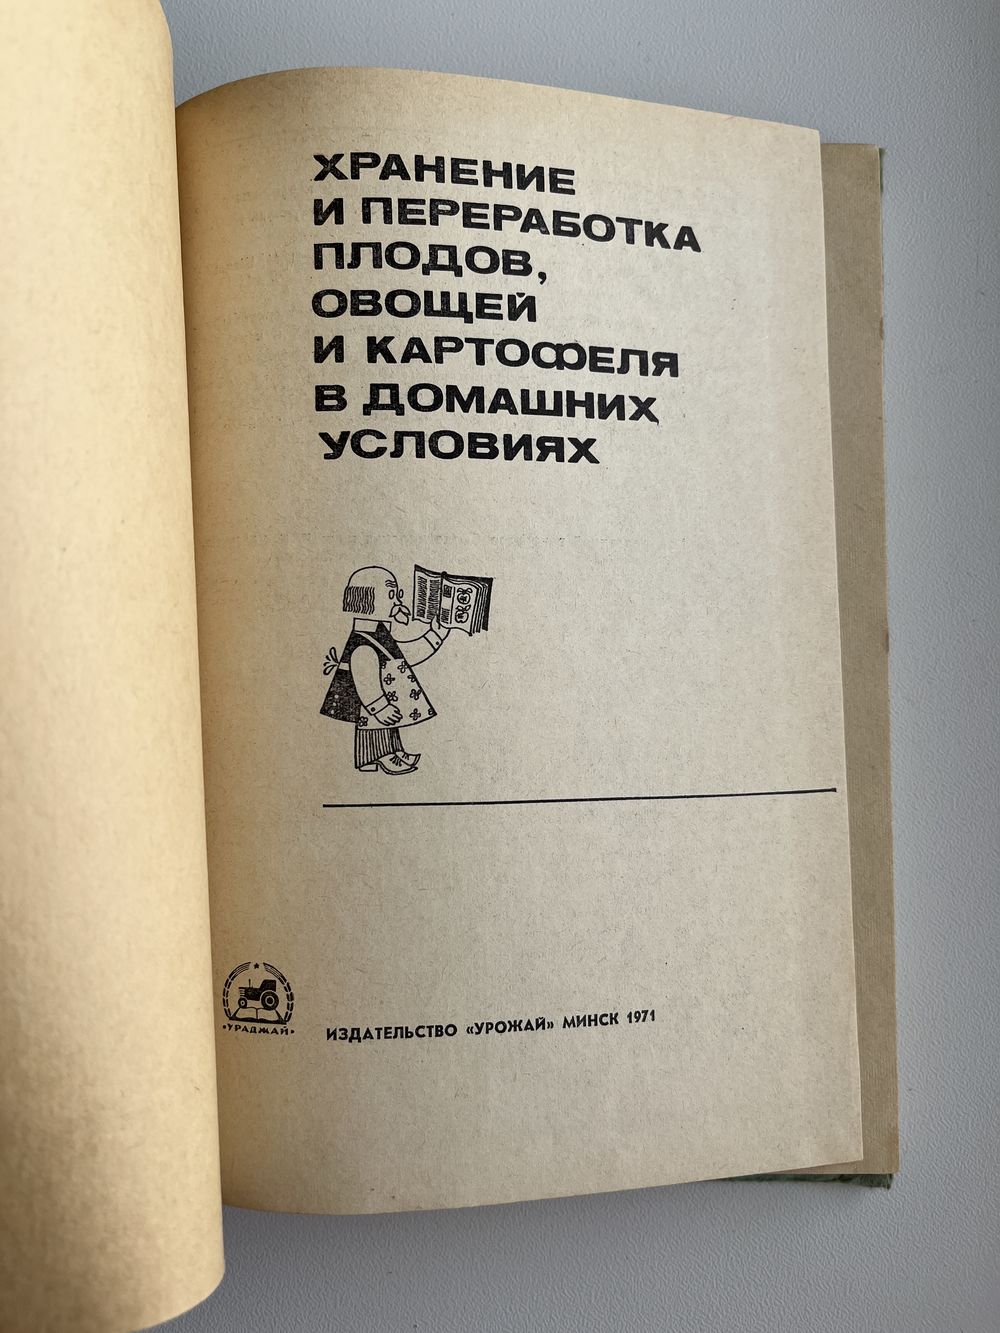 ХРАНЕНИЕ
И ПЕРЕРАБОТКА
ПЛОДОВ,
ОВОЩЕЙ
И КАРТОФЕЛЯ
В ДОМАШНИХ
УСЛОВИЯХ
«УРАДЖАЙ»
ИЗДАТЕЛЬСТВО «УРОЖАЙ» МИНСК 1971